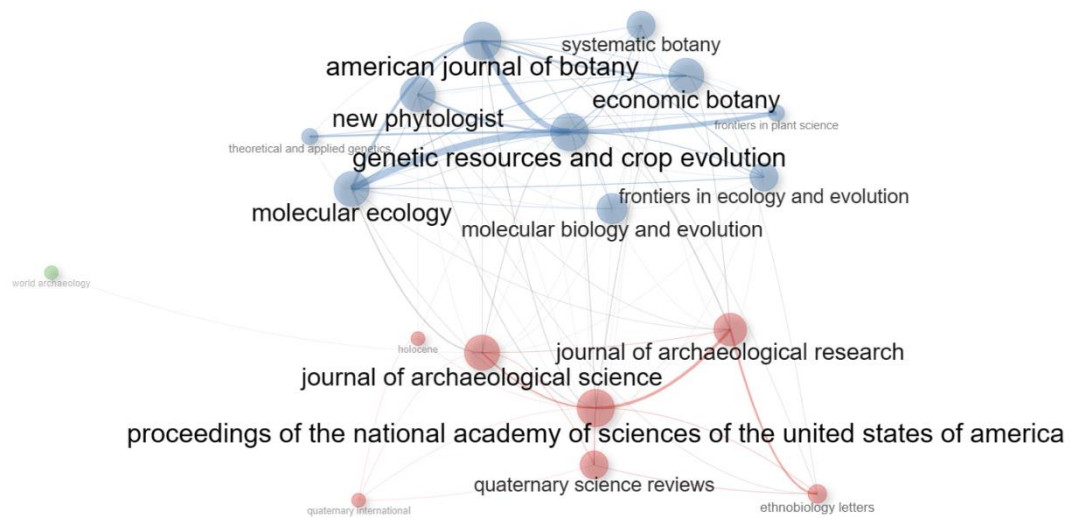 systematic botany
american journal of botany
economic botany
new phytologist
frontiers in plant science
theoretical and applied genetics
genetic resources and crop evolution
frontiers in ecology and evolution
molecular ecology
molecular biology and evolution
world archaeology
holocene
journal of archaeological research
journal of archaeological science
proceedings of the national academy of sciences of the united states of america
quaternary science reviews
ethnobiology letters
quaternary international